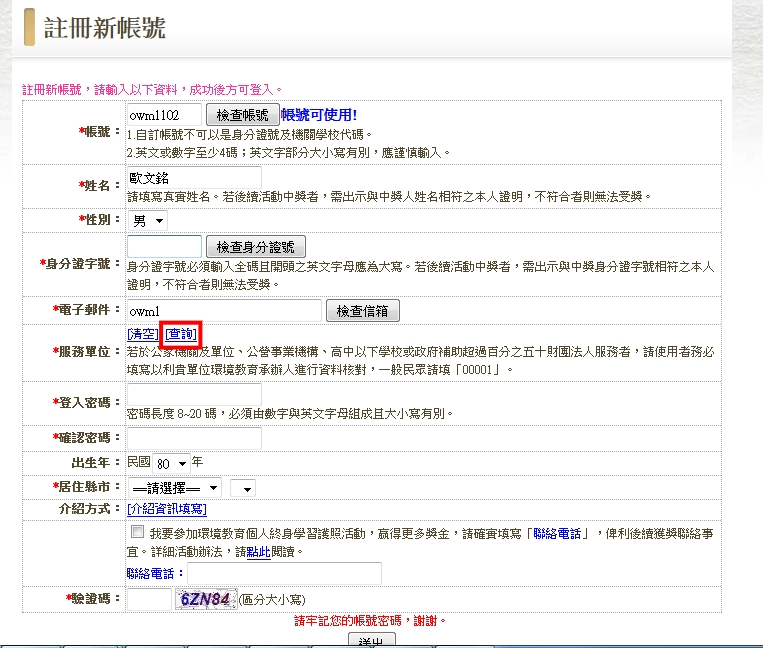 註冊新帳號
註冊新帳號，請輸入以下資料，成功後方可登入。
*帳號： owm1102 檢查帳號 帳號可使用!
1.自訂帳號不可以是身分證號及機關學校代碼。
2.英文或數字至少4碼；英文字部分大小寫有別，應謹慎輸入。
*姓名： 歐文銘
請填寫真實姓名。若後續活動中獎者，需出示與中獎人姓名相符之本人證明，不符合者則無法受獎。
*性別： 男
檢查身分證號
*身分證字號： 身分證字號必須輸入全碼且開頭之英文字母應為大寫。若後續活動中獎者，需出示與中獎身分證字號相符之本人
證明，不符合者則無法受獎。
*電子郵件： owm1 檢查信箱
[清空] [查詢]
*服務單位： 若於公家機關及單位、公營事業機構、高中以下學校或政府補助超過百分之五十財團法人服務者，請使用者務必
填寫以利貴單位環境教育承辦人進行資料核對，一般民眾請填「00001」。
*登入密碼：
密碼長度 8~20 碼，必須由數字與英文字母組成且大小寫有別。
*確認密碼：
出生年： 民國 80 年
*居住縣市： ==請選擇==
介紹方式： [介紹資訊填寫]
我要參加環境教育個人終身學習護照活動，贏得更多獎金，請確實填寫「聯絡電話」，俾利後續獲獎聯絡事
宜。詳細活動辦法，請點此閱讀。
聯絡電話：
*驗證碼： 6ZN84 (區分大小寫)
請牢記您的帳號密碼，謝謝。
送出